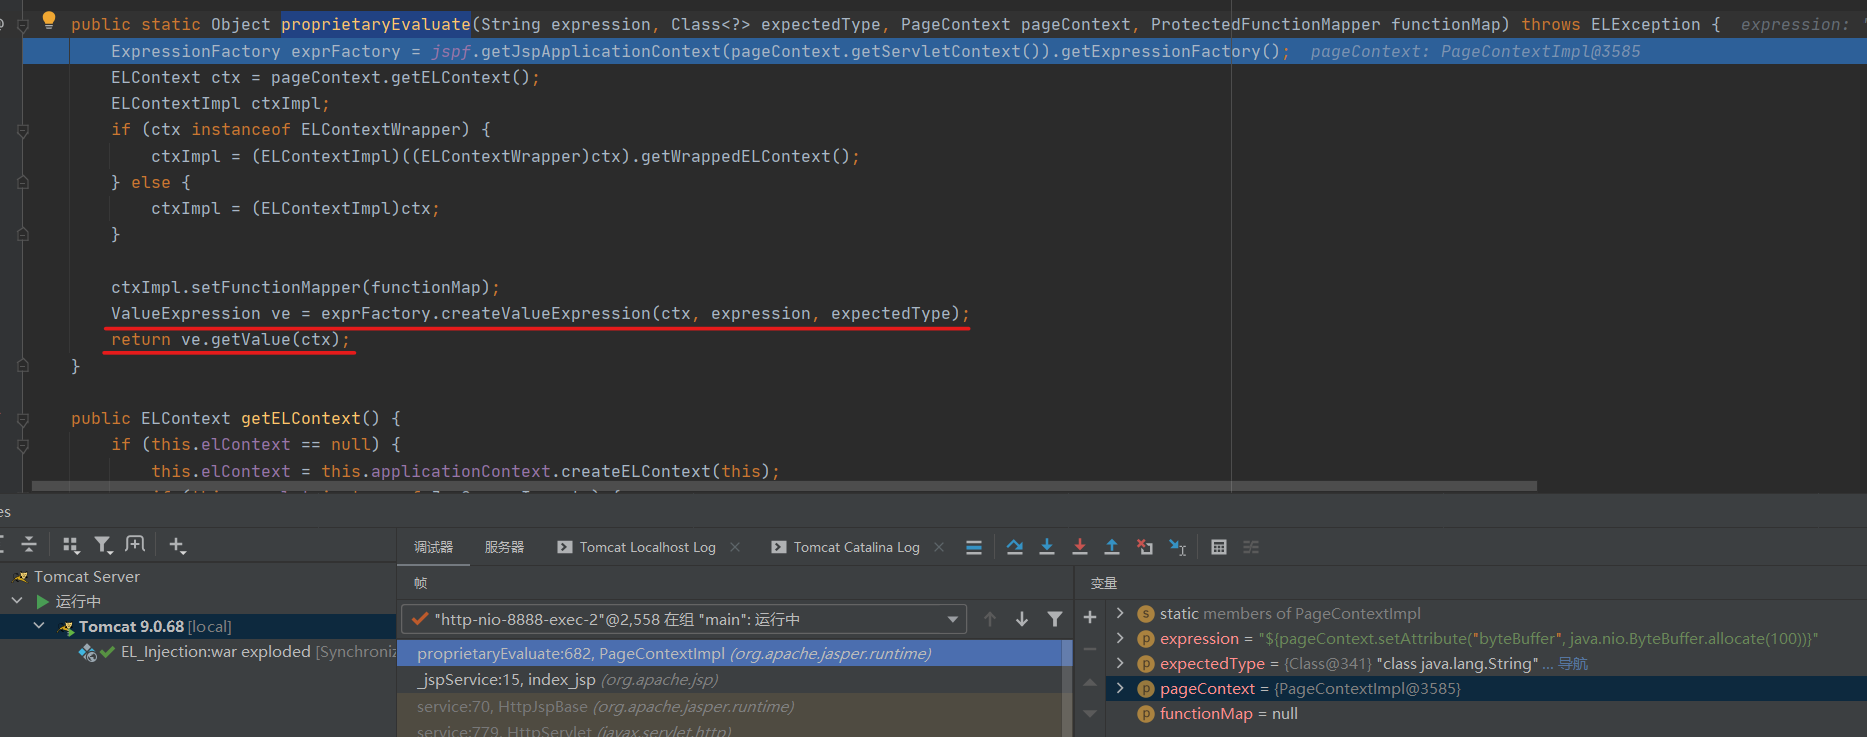 public static Object proprietaryEvaluate(String expression, Class<?> expectedType, PageContext pageContext, ProtectedFunctionMapper functionMap) throws ELException {  expression: "
ExpressionFactory exprFactory = jspf.getJspApplicationContext(pageContext.getServletContext()).getExpressionFactory();  pageContext: PageContextImpl@3585
ELContext ctx = pageContext.getELContext();
ELContextImpl ctxImpl;
if (ctx instanceof ELContextWrapper) {
ctxImpl = (ELContextImpl)((ELContextWrapper)ctx).getWrappedELContext();
} else {
ctxImpl = (ELContextImpl)ctx;
}
ctxImpl.setFunctionMapper(functionMap);
ValueExpression ve = exprFactory.createValueExpression(ctx, expression, expectedType);
return ve.getValue(ctx);
}
public ELContext getELContext() {
if (this.elContext == null) {
this.elContext = this.applicationContext.createELContext(this);
es
调试器 服务器 Tomcat Localhost Log Tomcat Catalina Log
Tomcat Server
运行中
Tomcat 9.0.68 [local]
EL_Injection:war exploded [Synchroniz
帧
"http-nio-8888-exec-2"@2,558 在组 "main": 运行中
proprietaryEvaluate:682, PageContextImpl (org.apache.jasper.runtime)
_jspService:15, index_jsp (org.apache.jsp)
service:70, HttpJspBase (org.apache.jasper.runtime)
service:779, HttpServlet (javax.servlet.http)
变量
static members of PageContextImpl
expression = "${pageContext.setAttribute("byteBuffer", java.nio.ByteBuffer.allocate(100))}"
expectedType = {Class@341} "class java.lang.String" ... 导航
pageContext = {PageContextImpl@3585}
functionMap = null